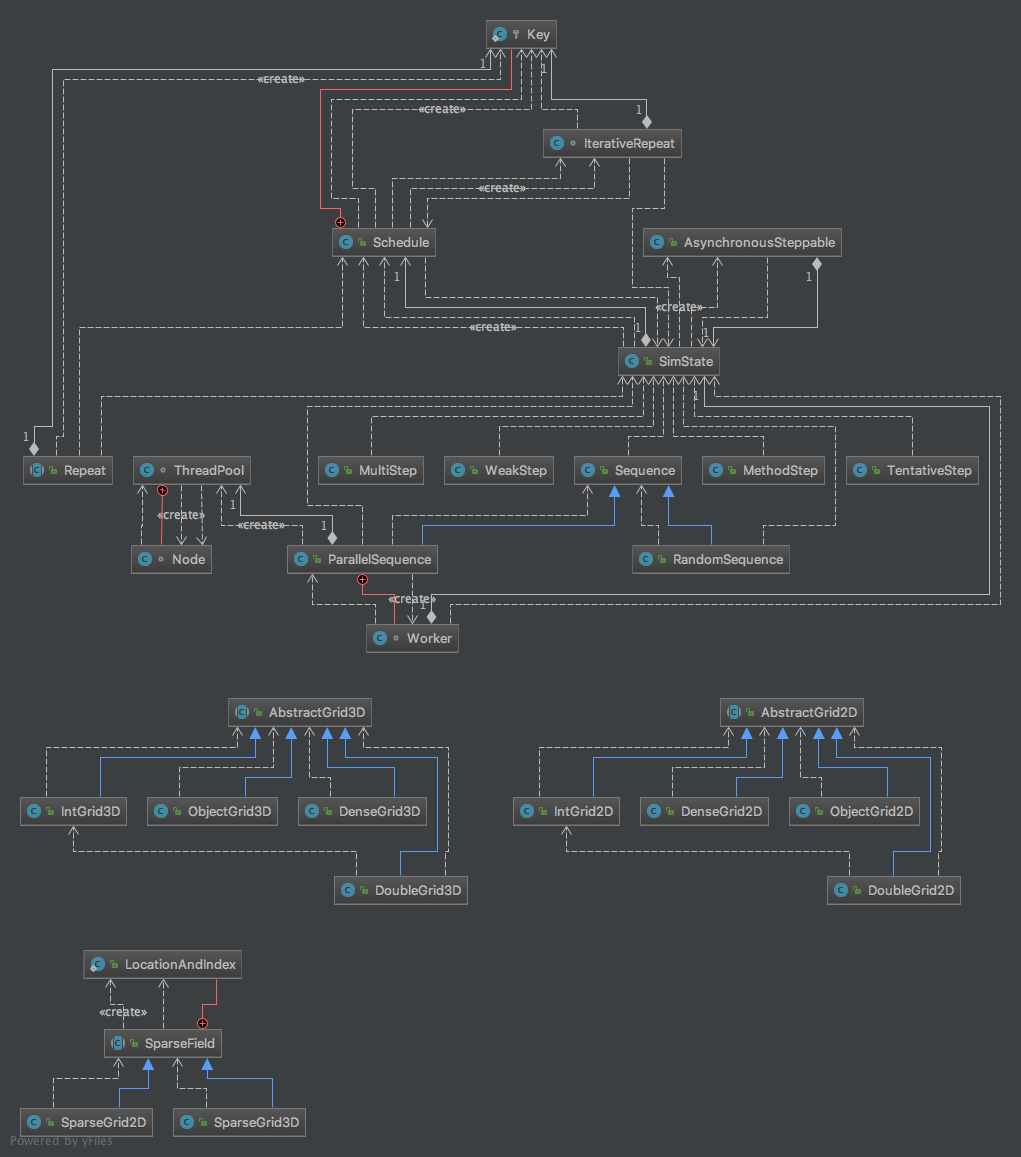 Key
1
«create»
1
«create»
1
IterativeRepeat
«create»
Schedule
AsynchronousSteppable
1
1
«create»
«create»
1
1
SimState
1
1
Repeat
ThreadPool
MultiStep
WeakStep
Sequence
MethodStep
TentativeStep
1
«create»
«create»
1
Node
ParallelSequence
RandomSequence
«create»
1
Worker
AbstractGrid3D
AbstractGrid2D
IntGrid3D
ObjectGrid3D
DenseGrid3D
IntGrid2D
DenseGrid2D
ObjectGrid2D
DoubleGrid3D
DoubleGrid2D
LocationAndIndex
«create»
SparseField
SparseGrid2D
SparseGrid3D
Powered by yFiles